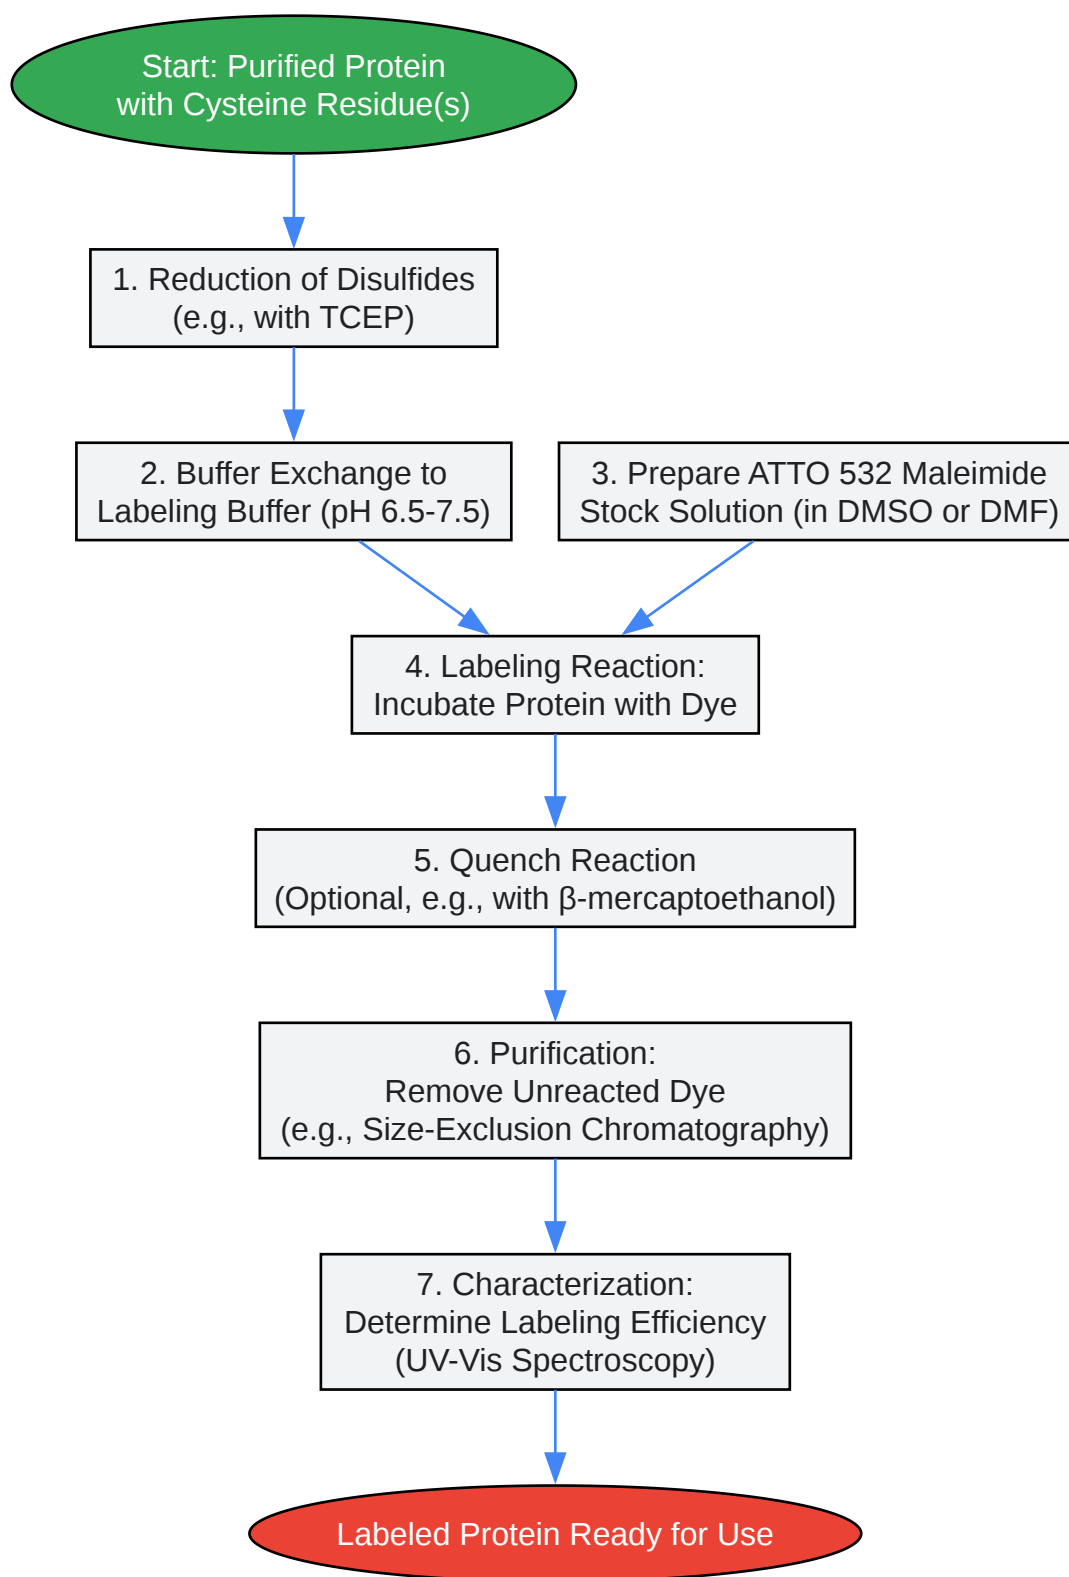 Start: Purified Protein
with Cysteine Residue(s)
1. Reduction of Disulfides
(e.g., with TCEP)
2. Buffer Exchange to
Labeling Buffer (pH 6.5-7.5)
3. Prepare ATTO 532 Maleimide
Stock Solution (in DMSO or DMF)
4. Labeling Reaction:
Incubate Protein with Dye
5. Quench Reaction
(Optional, e.g., with β-mercaptoethanol)
6. Purification:
Remove Unreacted Dye
(e.g., Size-Exclusion Chromatography)
7. Characterization:
Determine Labeling Efficiency
(UV-Vis Spectroscopy)
Labeled Protein Ready for Use